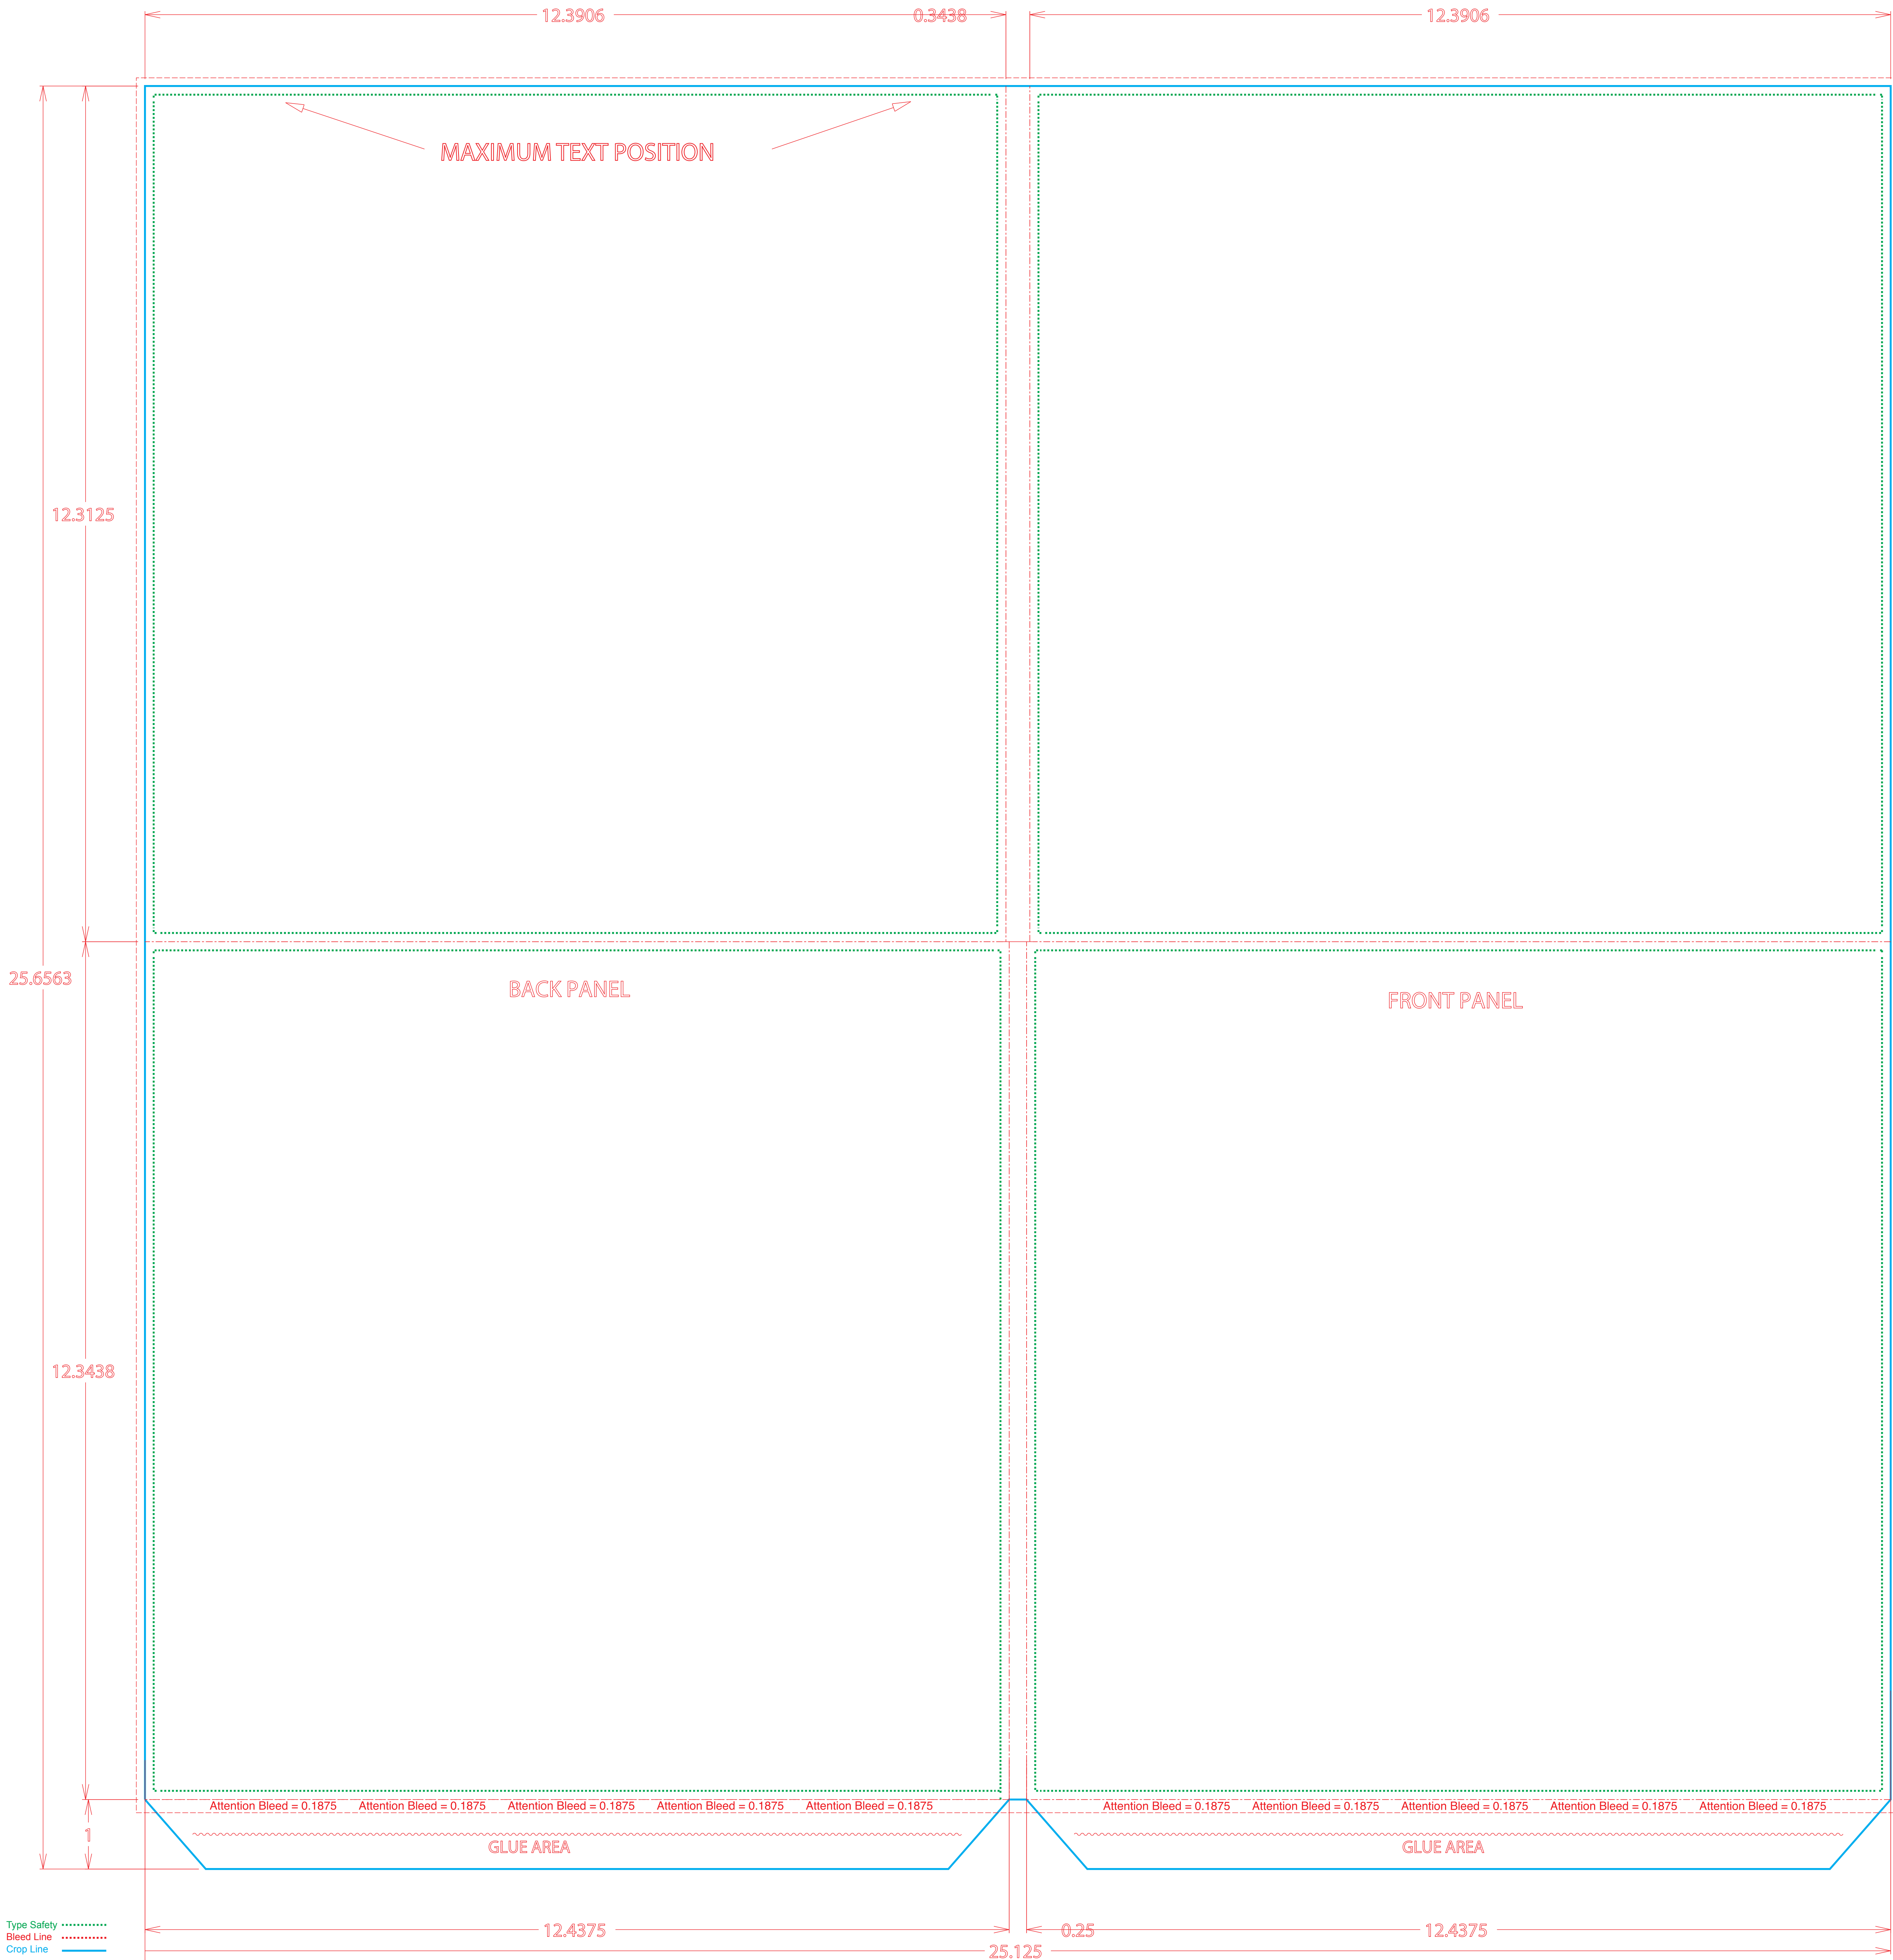 12.3906 0.3438 12.3906
MAXIMUM TEXT POSITION
12.3125
25.6563
BACK PANEL
FRONT PANEL
12.3438
Attention Bleed = 0.1875 Attention Bleed = 0.1875 Attention Bleed = 0.1875 Attention Bleed = 0.1875 Attention Bleed = 0.1875 Attention Bleed = 0.1875 Attention Bleed = 0.1875 Attention Bleed = 0.1875 Attention Bleed = 0.1875 Attention Bleed = 0.1875
1
GLUE AREA GLUE AREA
12.4375 0.25 12.4375
25.125
Type Safety
Bleed Line
Crop Line